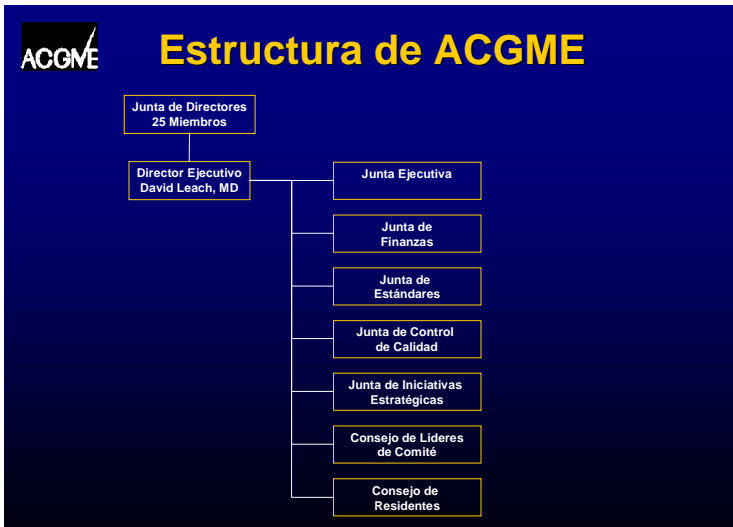 ACGME
Estructura de ACGME
Junta de Directores
25 Miembros
Director Ejecutivo
David Leach, MD
Junta Ejecutiva
Junta de
Finanzas
Junta de
Estándares
Junta de Control
de Calidad
Junta de Iniciativas
Estratégicas
Consejo de Lideres
de Comité
Consejo de
Residentes